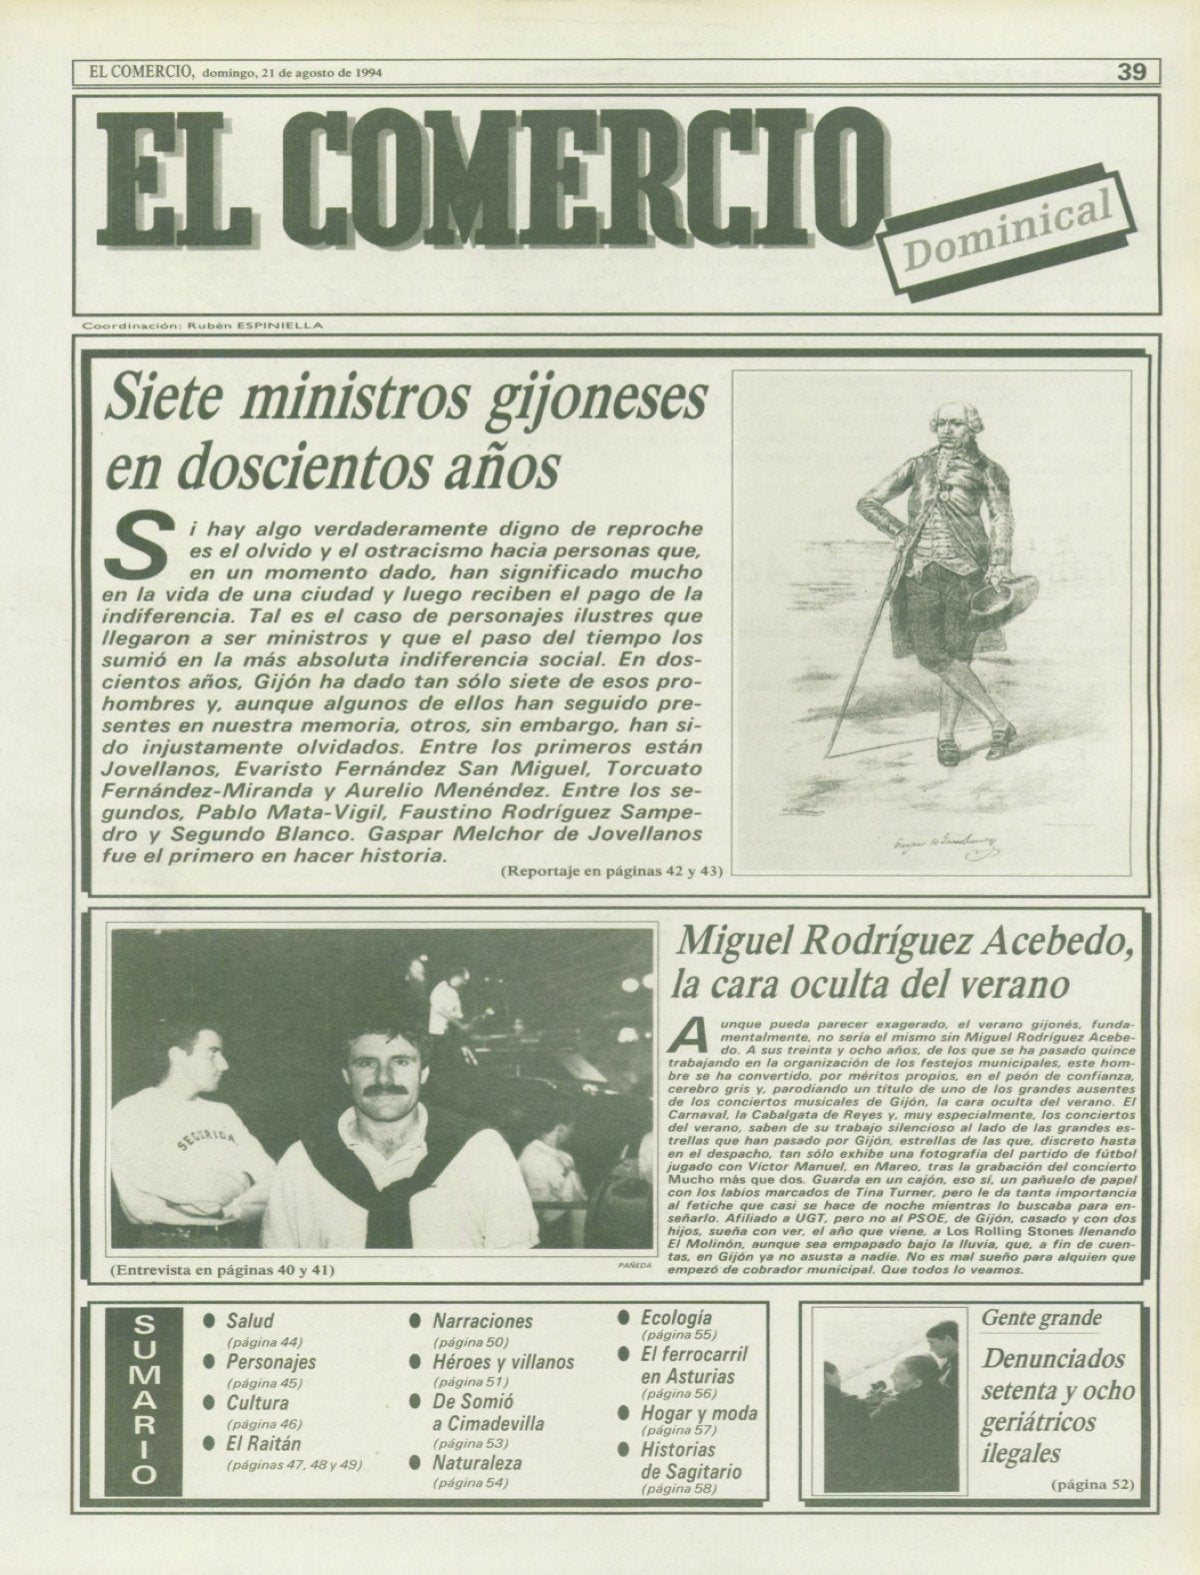 EL COMERCIO, domingo, 21 de agosto de 1994
39
EL COMERCIO
Dominical
Coordinación: Rubén ESPINIELLA
Siete ministros gijoneses
en doscientos años
Si hay algo verdaderamente digno de reproche
es el olvido y el ostracismo hacia personas que,
en un momento dado, han significado mucho
en la vida de una ciudad y luego reciben el pago de la
indiferencia. Tal es el caso de personajes ilustres que
llegaron a ser ministros y que el paso del tiempo los
sumió en la más absoluta indiferencia social. En dos-
cientos años, Gijón ha dado tan sólo siete de esos pro-
hombres y, aunque algunos de ellos han seguido pre-
sentes en nuestra memoria, otros, sin embargo, han si-
do injustamente olvidados. Entre los primeros están
Jovellanos, Evaristo Fernández San Miguel, Torcuato
Fernández-Miranda y Aurelio Menéndez. Entre los se-
gundos, Pablo Mata-Vigil, Faustino Rodríguez Sampe-
dro y Segundo Blanco. Gaspar Melchor de Jovellanos
fue el primero en hacer historia.
(Reportaje en páginas 42 y 43)
SEGURIDA
(Entrevista en páginas 40 y 41)
PAÑEDA
Miguel Rodríguez Acebedo,
la cara oculta del verano
Aunque pueda parecer exagerado, el verano gijonés, funda-
mentalmente, no sería el mismo sin Miguel Rodríguez Acebe-
do. A sus treinta y ocho años, de los que se ha pasado quince
trabajando en la organización de los festejos municipales, este hom-
bre se ha convertido, por méritos propios, en el peón de confianza,
cerebro gris y, parodiando un título de uno de los grandes ausentes
de los conciertos musicales de Gijón, la cara oculta del verano. El
Carnaval, la Cabalgata de Reyes y, muy especialmente, los conciertos
del verano, saben de su trabajo silencioso al lado de las grandes es-
trellas que han pasado por Gijón, estrellas de las que, discreto hasta
en el despacho, tan sólo exhibe una fotografía del partido de fútbol
jugado con Víctor Manuel, en Mareo, tras la grabación del concierto
Mucho más que dos. Guarda en un cajón, eso sí, un pañuelo de papel
con los labios marcados de Tina Turner, pero le da tanta importancia
al fetiche que casi se hace de noche mientras lo buscaba para en-
señarlo. Afiliado a UGT, pero no al PSOE, de Gijón, casado y con dos
hijos, sueña con ver, el año que viene, a Los Rolling Stones llenando
El Molinón, aunque sea empapado bajo la lluvia, que, a fin de cuen-
tas, en Gijón ya no asusta a nadie. No es mal sueño para alguien que
empezó de cobrador municipal. Que todos lo veamos.
SUMARIO
● Salud
(página 44)
● Personajes
(página 45)
● Cultura
(página 46)
● El Raitán
(páginas 47, 48 y 49)
● Narraciones
(página 50)
● Héroes y villanos
(página 51)
● De Somió
a Cimadevilla
(página 53)
● Naturaleza
(página 54)
● Ecología
(página 55)
● El ferrocarril
en Asturias
(página 56)
● Hogar y moda
(página 57)
● Historias
de Sagitario
(página 58)
Gente grande
Denunciados
setenta y ocho
geriátricos
ilegales
(página 52)